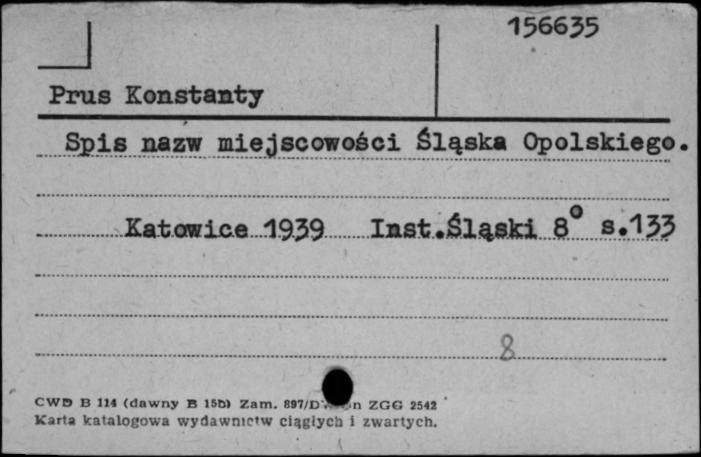 156635
Prus Konstanty
Spis nazw miejscowości Śląska Opolskiego.
Katowice 1939 Inst.Śląski 8° s.133
8
CWD B 114 (dawny B 15b) Zam. 897/D ZGG 2542
Karta katalogowa wydawnictw ciągłych i zwartych.